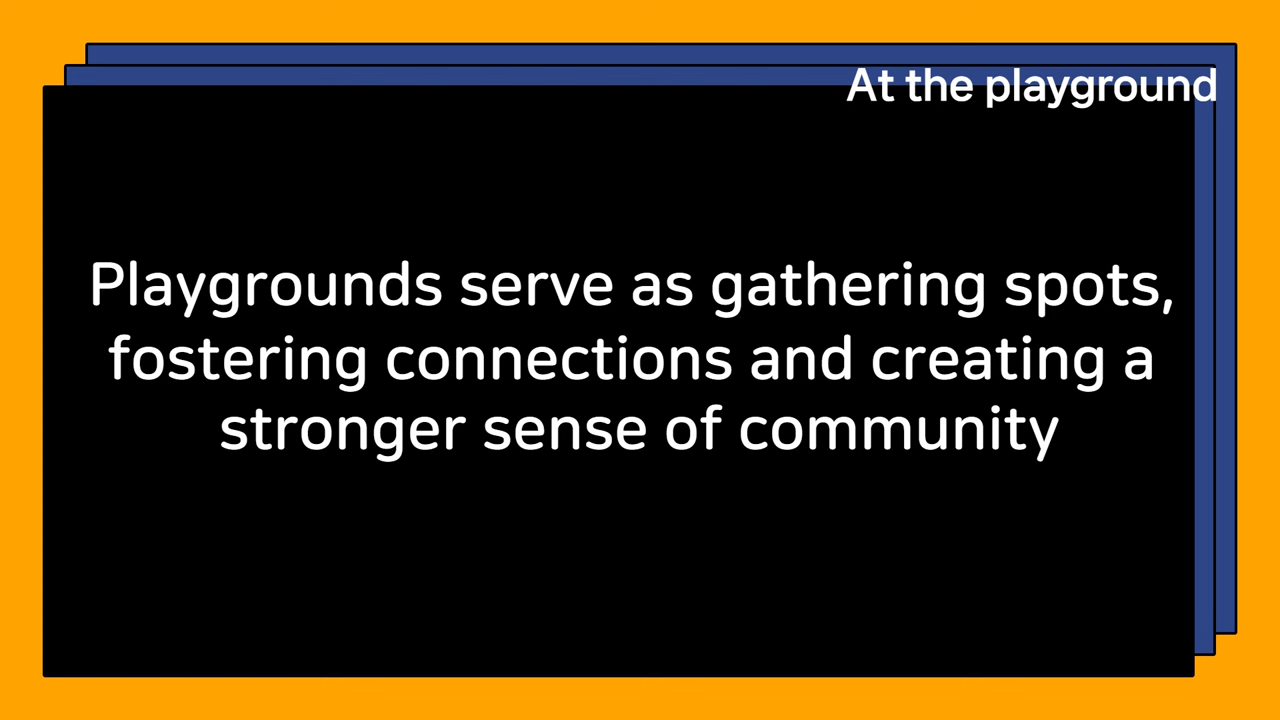 At the playground
Playgrounds serve as gathering spots,
fostering connections and creating a
stronger sense of community